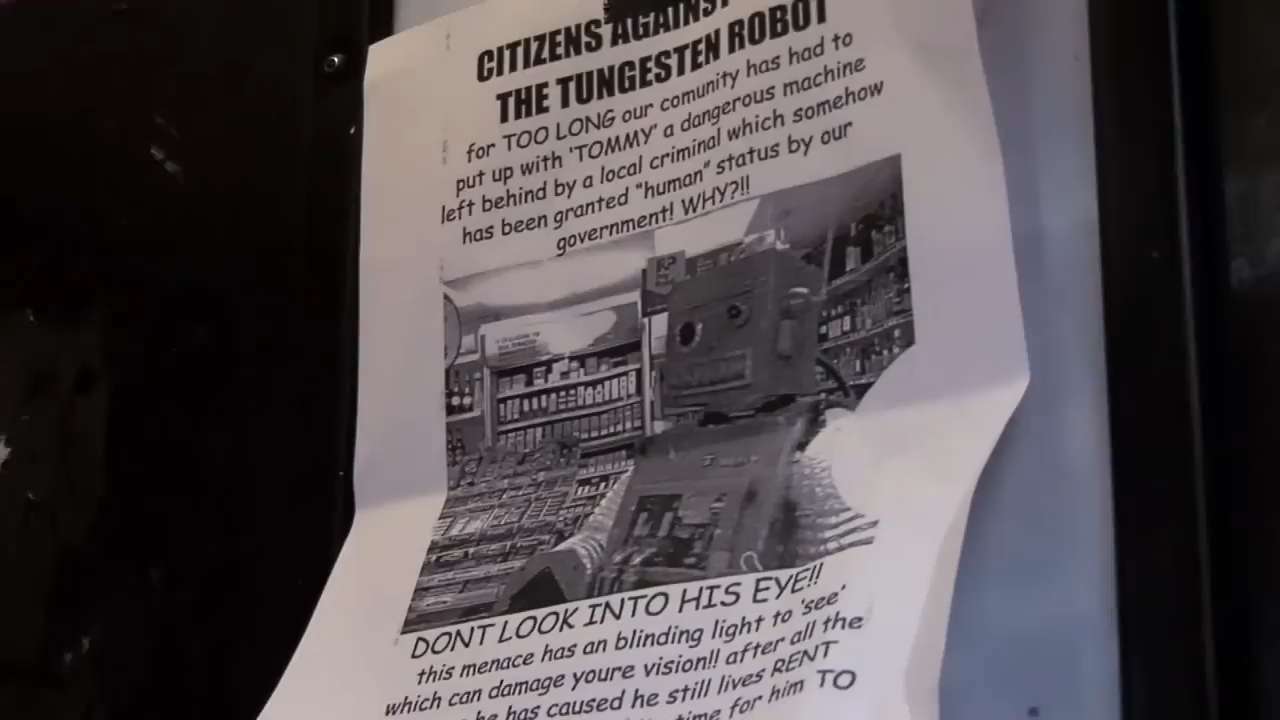 CITIZENS AGAINST
THE TUNGESTEN ROBOT
for TOO LONG our comunity has had to
put up with 'TOMMY' a dangerous machine
left behind by a local criminal which somehow
has been granted "human" status by our
government! WHY?!!
DONT LOOK INTO HIS EYE!!
this menace has an blinding light to 'see'
which can damage youre vision!! after all the
he has caused he still lives RENT
time for him TO